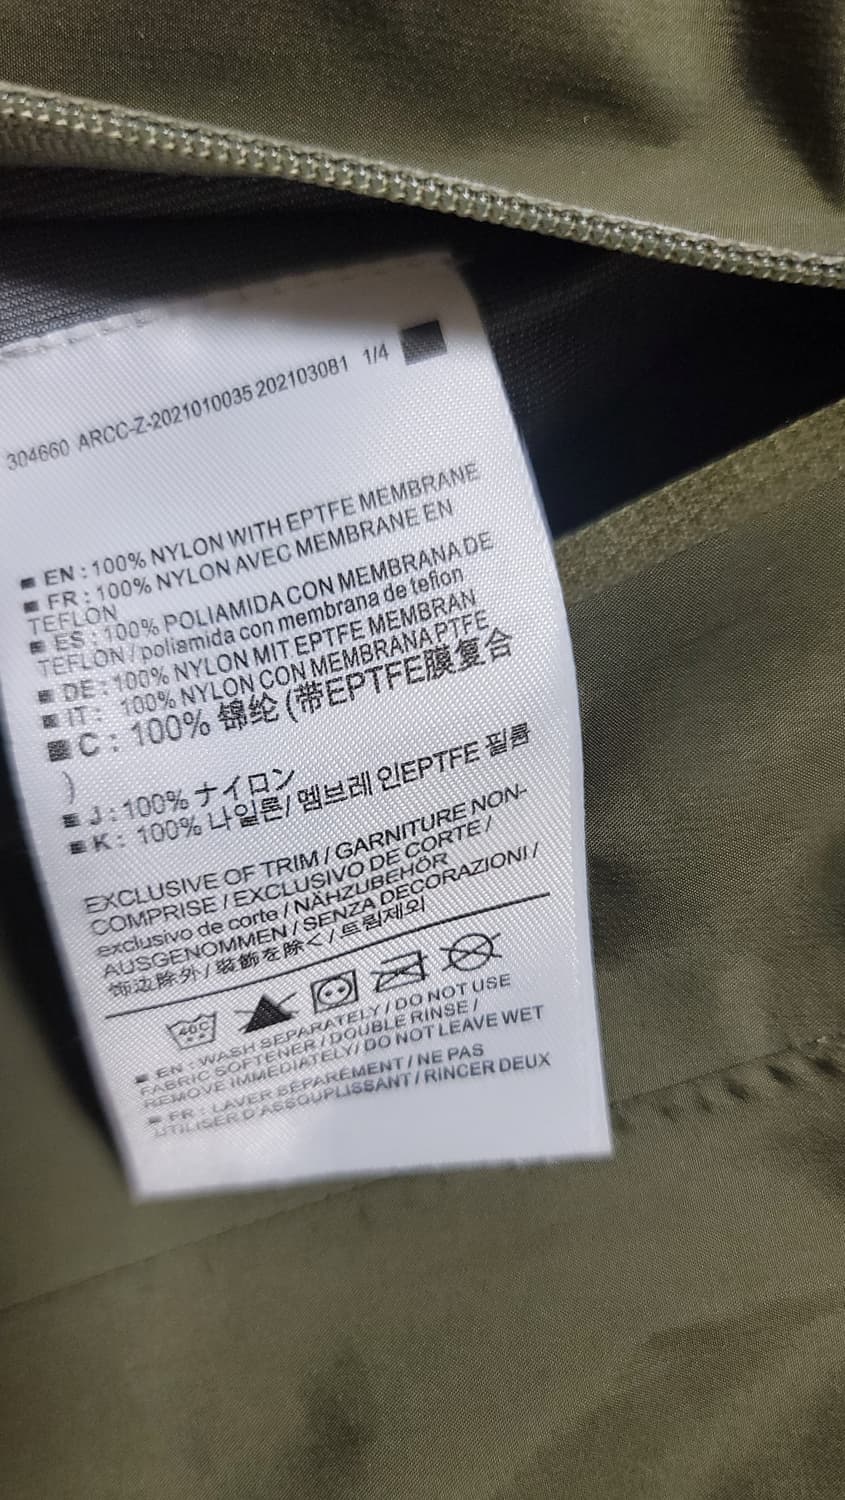 304660 ARCC-Z-2021010035 202103081 1/4
EN : 100% NYLON WITH EPTFE MEMBRANE
FR : 100% NYLON AVEC MEMBRANE EN
TEFLON
ES : 100% POLIAMIDA CON MEMBRANA DE
TEFLON / poliamida con membrana de teflon
DE : 100% NYLON MIT EPTFE MEMBRAN
IT : 100% NYLON CON MEMBRANA PTFE
C : 100% 锦纶 (带EPTFE膜复合
)
J : 100% ナイロン
K : 100% 나일론/ 멤브레 인EPTFE 필름
EXCLUSIVE OF TRIM / GARNITURE NON-
COMPRISE / EXCLUSIVO DE CORTE /
exclusivo de corte / NÄHZUBEHÖR
AUSGENOMMEN / SENZA DECORAZIONI /
饰边除外 / 裝飾を除く / 트림제외
40C
EN : WASH SEPARATELY / DO NOT USE
FABRIC SOFTENER / DOUBLE RINSE /
REMOVE IMMEDIATELY/ DO NOT LEAVE WET
FR : LAVER SÉPARÉMENT / NE PAS
UTILISER D'ASSOUPLISSANT / RINCER DEUX